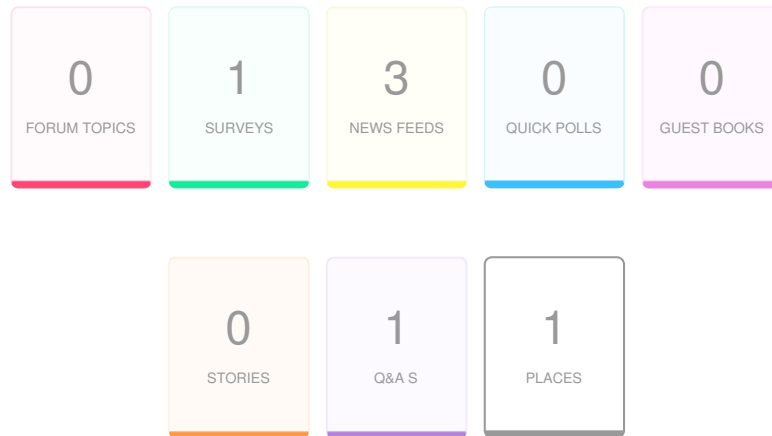 0 1 3 0 0
FORUM TOPICS SURVEYS NEWS FEEDS QUICK POLLS GUEST BOOKS
0 1 1
STORIES Q&A S PLACES